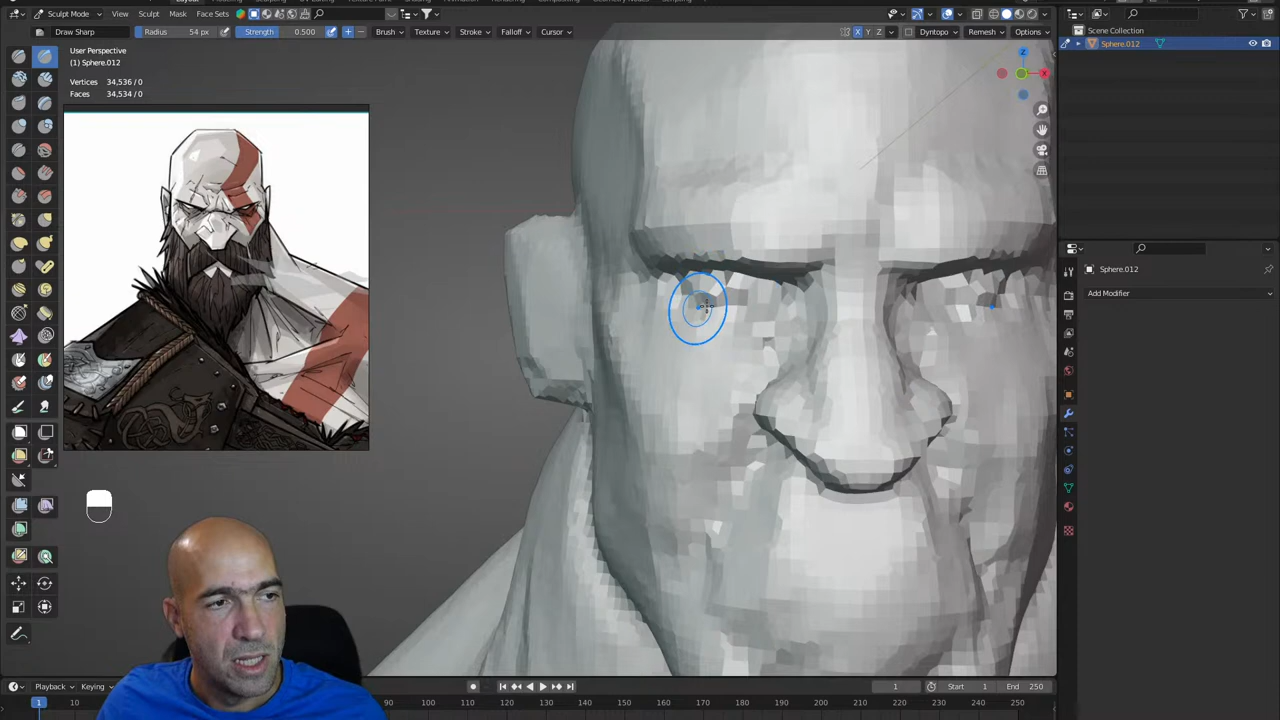 Sculpt Mode View Sculpt Mask Face Sets
Draw Sharp Radius 54 px Strength 0.500 Brush Texture Stroke Falloff Cursor X Y Z Dyntopo Remesh Options
User Perspective
(1) Sphere.012
Vertices 34,536 / 0
Faces 34,534 / 0
Z
X
Scene Collection
Sphere.012
Sphere.012
Add Modifier
Playback Keying
1 Start 1 End 250
1 10 100 110 120 130 140 150 160 170 180 190 200 210 220 230 240 250